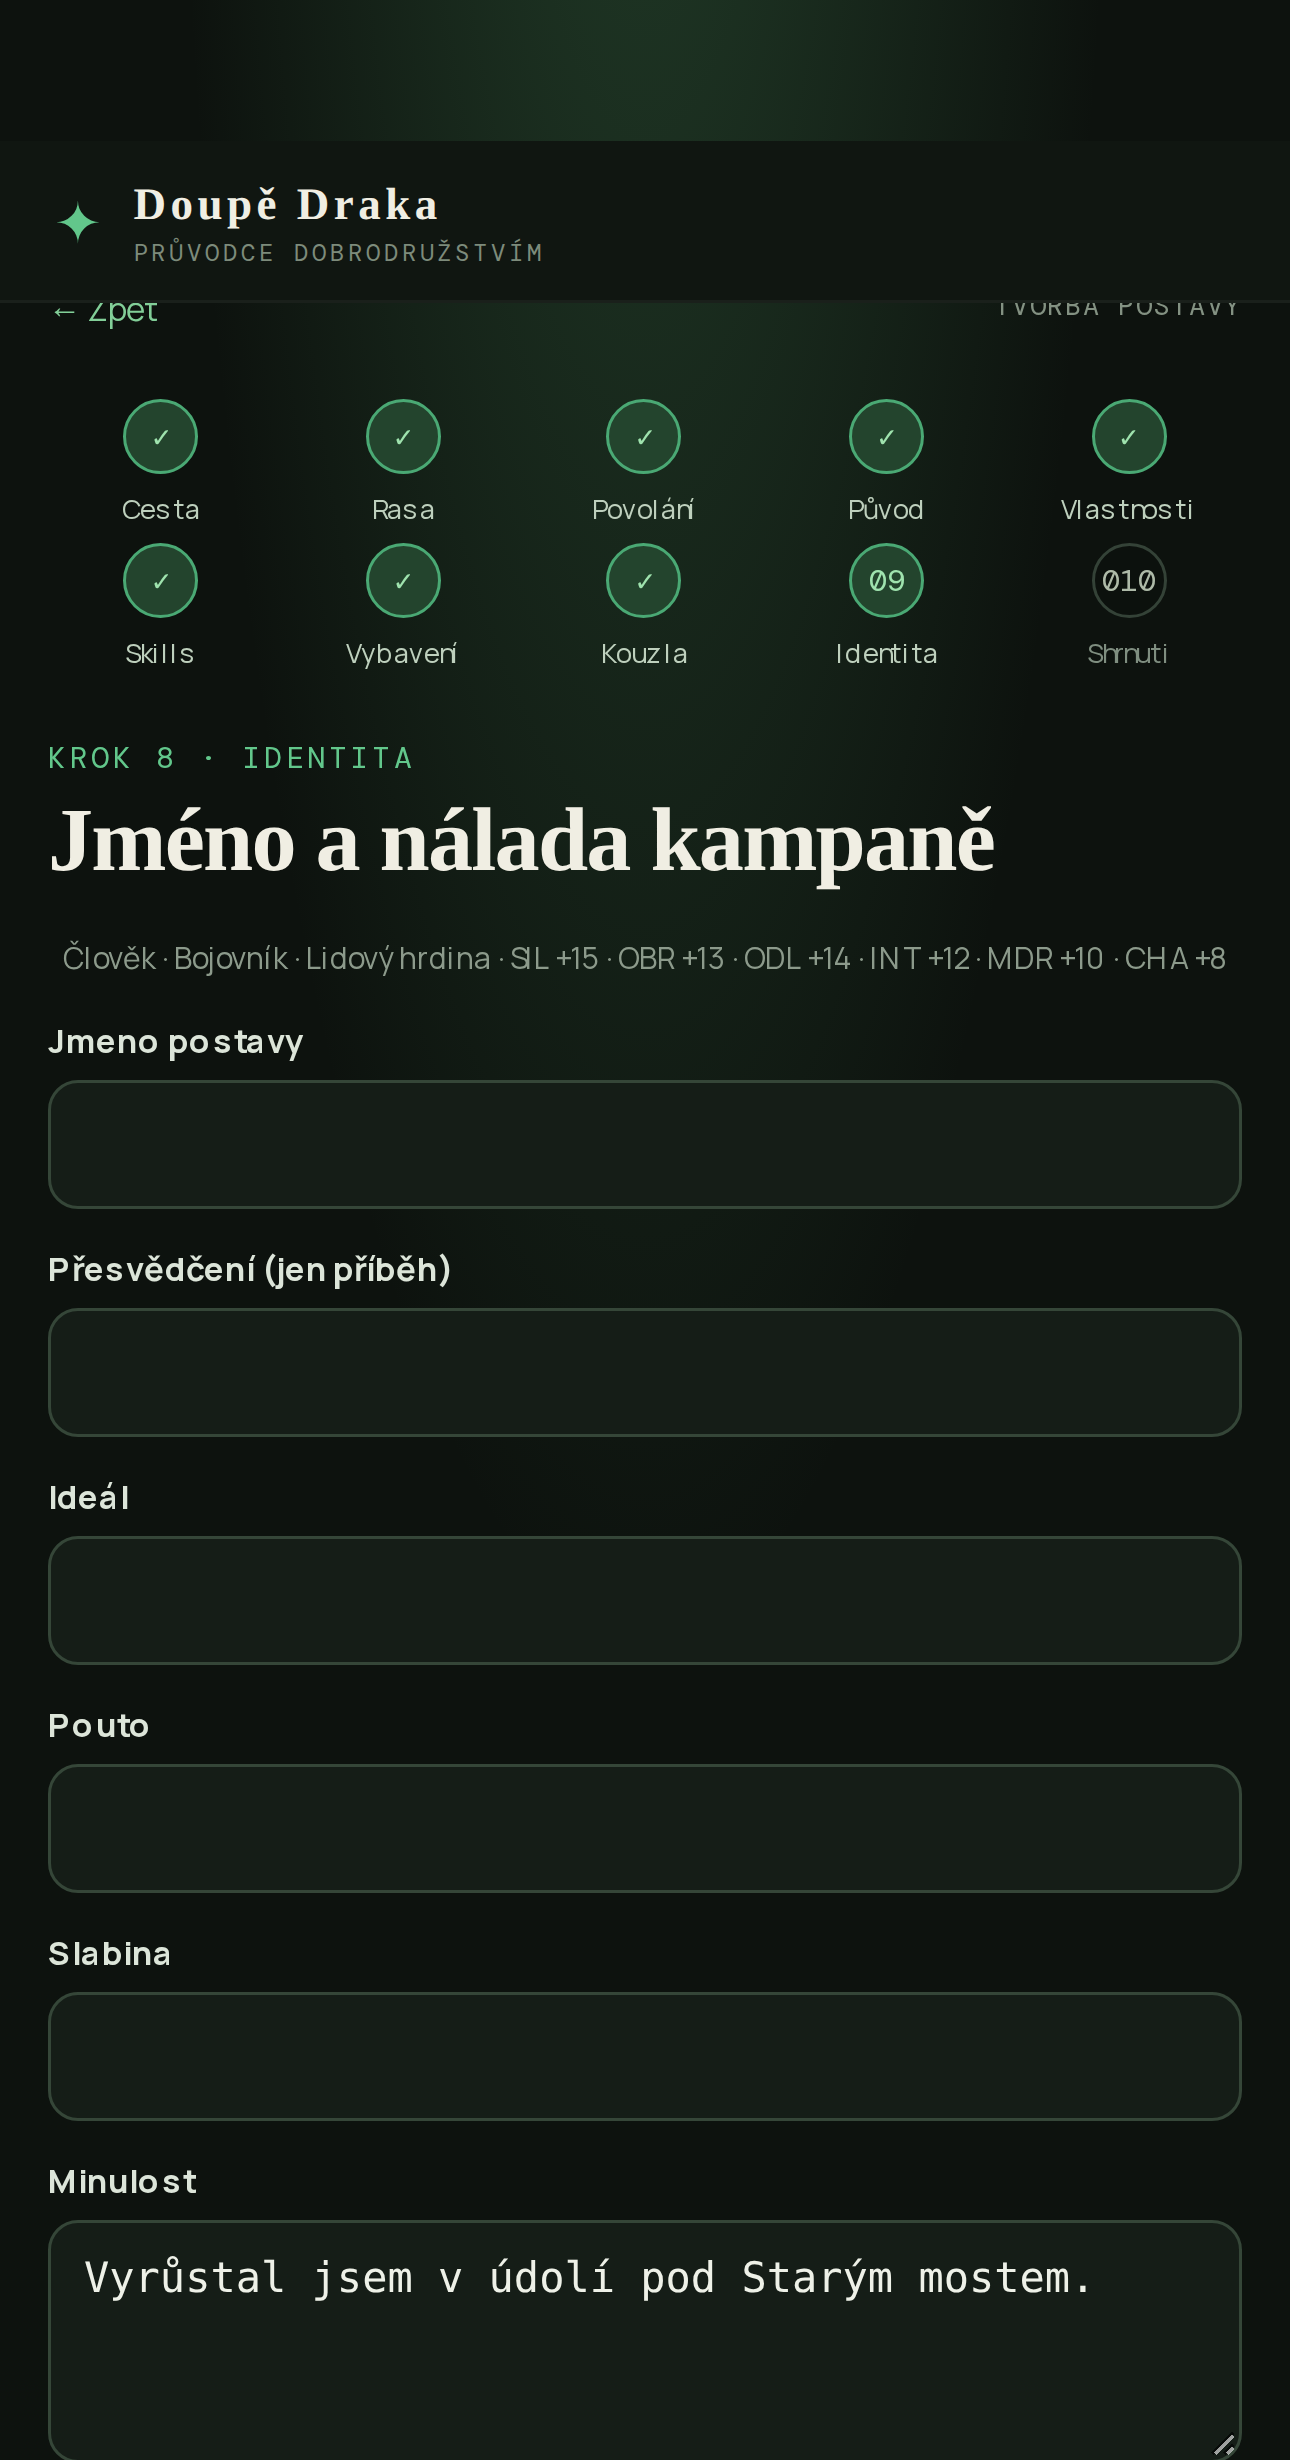 Doupě Draka
PRŮVODCE DOBRODRUŽSTVÍM
← Zpět
TVORBA POSTAVY
✓ ✓ ✓ ✓ ✓
Cesta Rasa Povolání Původ Vlastnosti
✓ ✓ ✓ 09 010
Skills Vybavení Kouzla Identita Shrnuti
KROK 8 · IDENTITA
Jméno a nálada kampaně
Člověk · Bojovník · Lidový hrdina · SIL +15 · OBR +13 · ODL +14 · INT +12 · MDR +10 · CHA +8
Jmeno postavy
Přesvědčení (jen příběh)
Ideál
Pouto
Slabina
Minulost
Vyrůstal jsem v údolí pod Starým mostem.